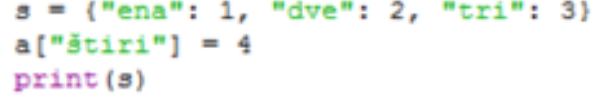 s = {"ena": 1, "dve": 2, "tri": 3}
a["štiri"] = 4
print(s)